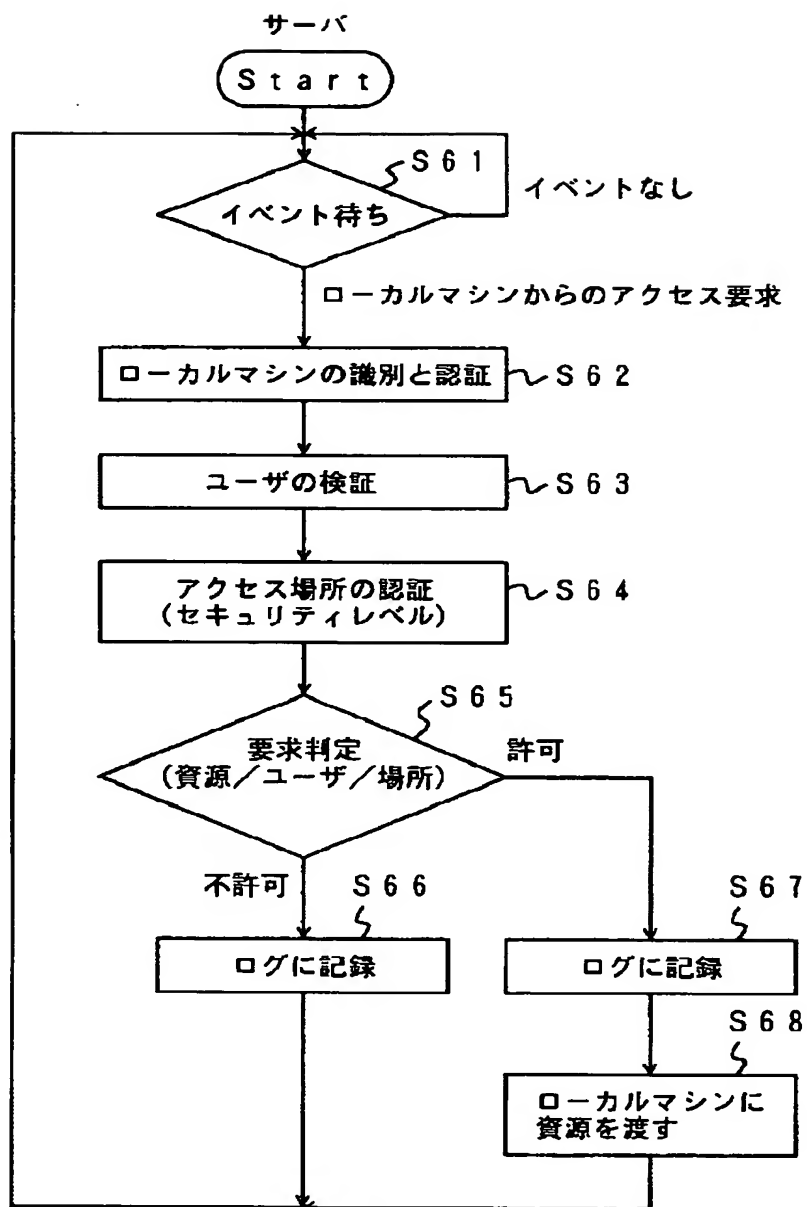 サーバ
Start
S61
イベント待ち
イベントなし
ローカルマシンからのアクセス要求
ローカルマシンの識別と認証
S62
ユーザの検証
S63
アクセス場所の認証
(セキュリティレベル)
S64
S65
要求判定
(資源/ユーザ/場所)
許可
不許可
S66
ログに記録
S67
ログに記録
S68
ローカルマシンに
資源を渡す